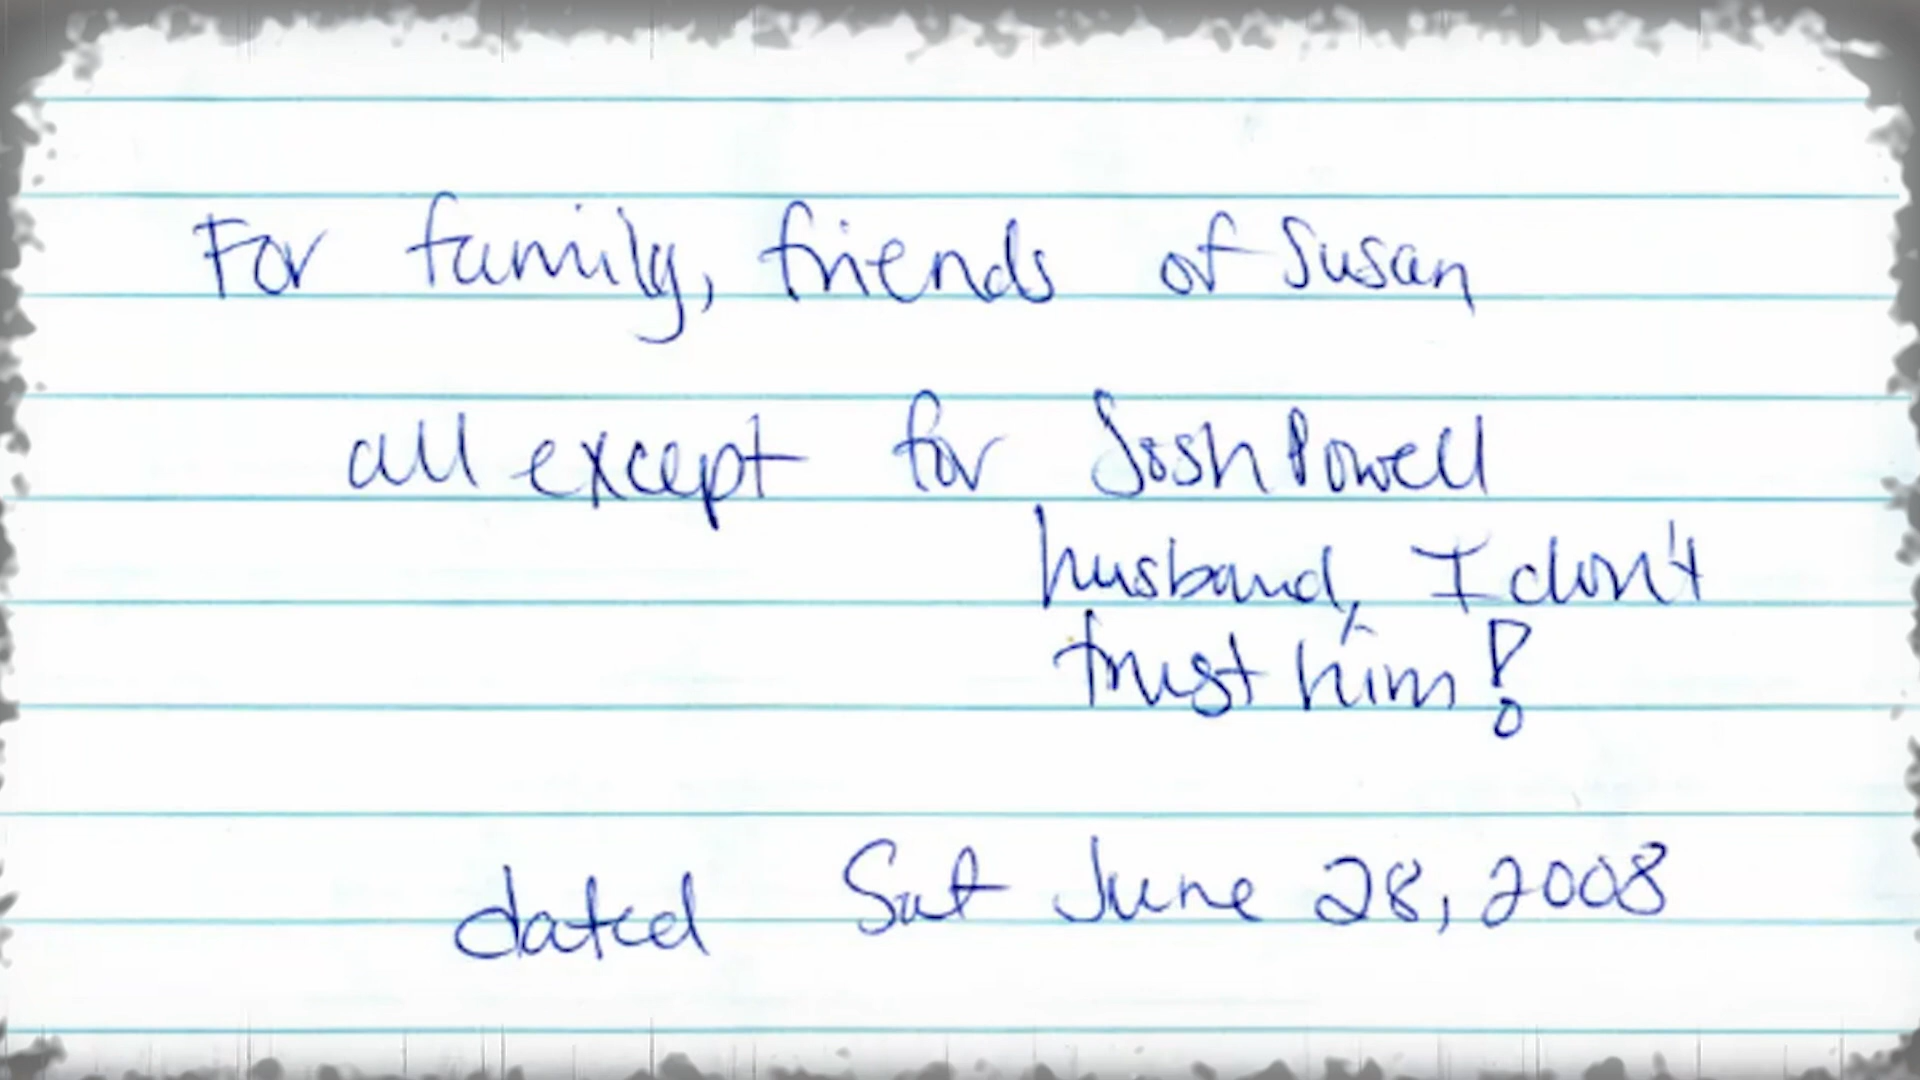 For family, friends of Susan
all except for Josh Powell
husband, I don't
trust him!
dated Sat June 28, 2008